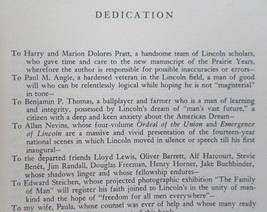 DEDICATION
To Harry and Marion Dolores Pratt, a handsome team of Lincoln scholars,
who gave time and care to the new manuscript of the Prairie Years,
wherefore the author is responsible for possible inaccuracies or errors—
To Paul M. Angle, a hardened veteran in the Lincoln field, a man of good
will who can be relentlessly logical while hoping he is not "magisterial"
in tone—
To Benjamin P. Thomas, a ballplayer and farmer who is a man of learning
and integrity, possessed by Lincoln's dream of "man's vast future," a
citizen with a deep and keen anxiety about the American Dream—
To Allan Nevins, whose four-volume Ordeal of the Union and Emergence
of Lincoln are a massive and vivid presentation of the fourteen-year
national scenes in which Lincoln moved in silence or speech till his first
inaugural—
To the departed friends Lloyd Lewis, Oliver Barrett, Alf Harcourt, Stevie
Benét, Jim Randall, Douglas Freeman, Henry Horner, Jake Buchbinder,
whose shadows linger and whose fellowship endures—
To Edward Steichen, whose projected photographic exhibition "The Family
of Man" will register his faith joined to Lincoln's in the unity of man-
kind and the hope of "freedom for all men everywhere"—
To my wife, Paula, whose counsel was ever of help and whose many ready